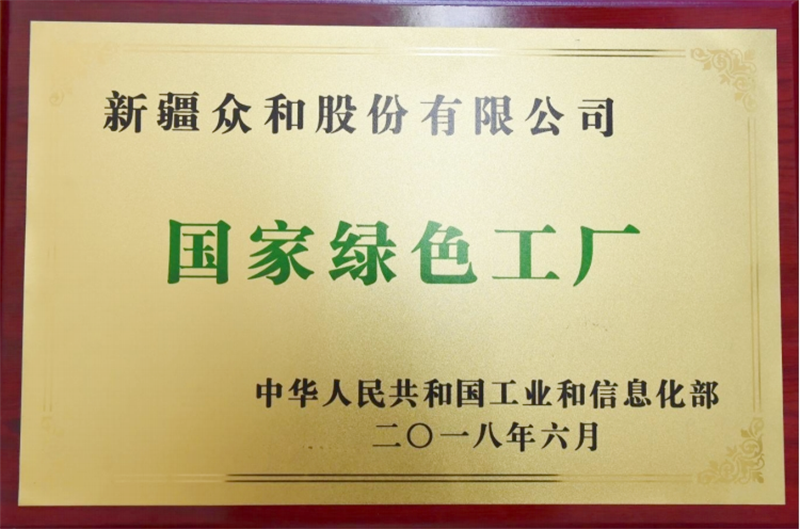 新疆众和股份有限公司
国家绿色工厂
中华人民共和国工业和信息化部
二〇一八年六月